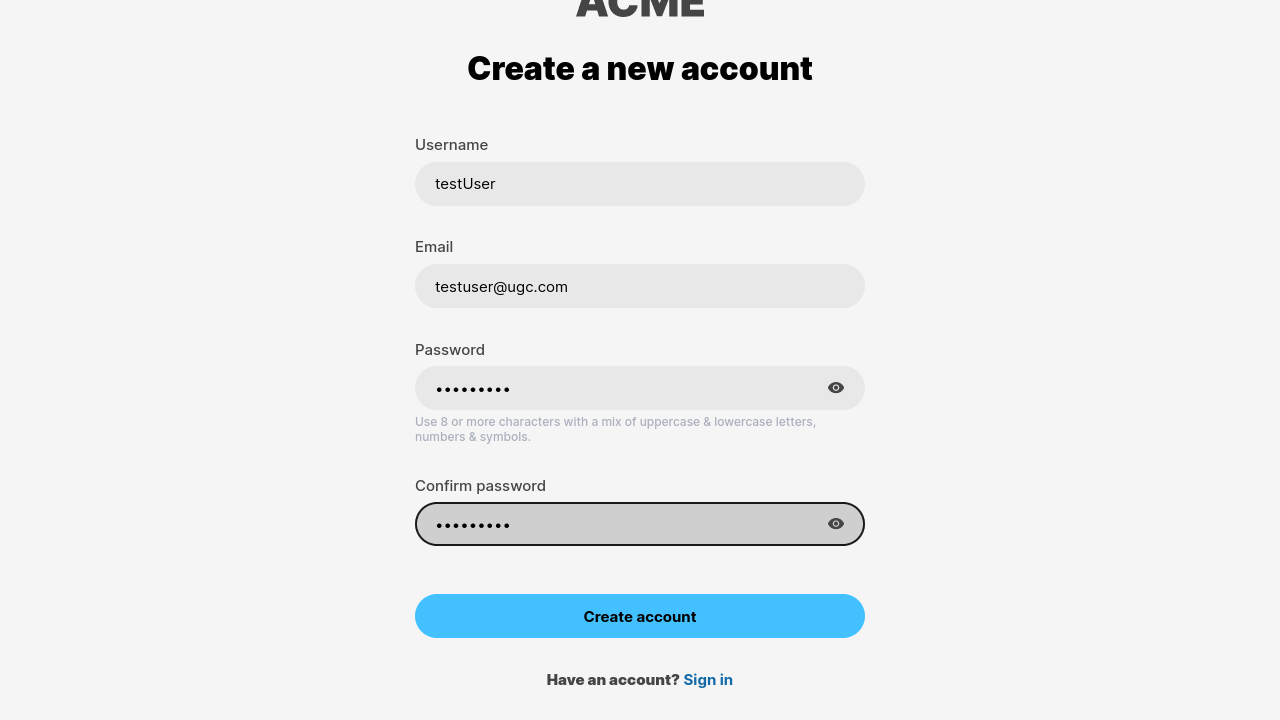 ACME
Create a new account
Username
testUser
Email
testuser@ugc.com
Password
•••••••••
Use 8 or more characters with a mix of uppercase & lowercase letters,
numbers & symbols.
Confirm password
•••••••••
Create account
Have an account? Sign in